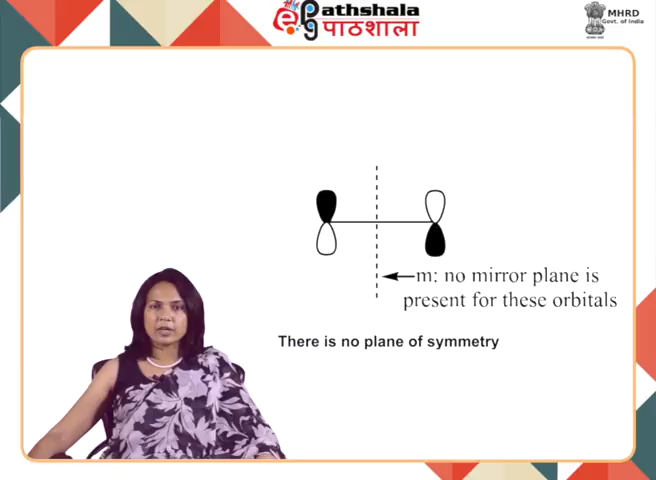 ePathshala
पाठशाला
MHRD
Govt. of India
m: no mirror plane is
present for these orbitals
There is no plane of symmetry